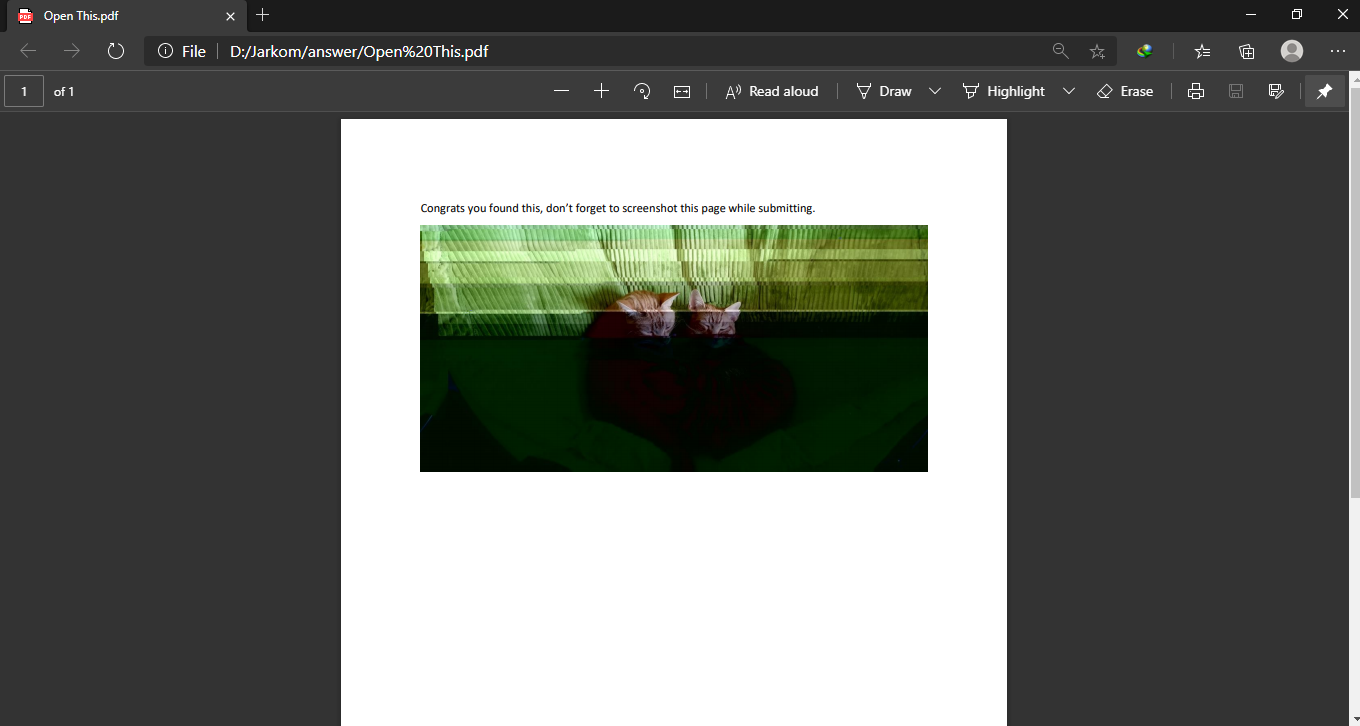 Open This.pdf
File D:/Jarkom/answer/Open%20This.pdf
1 of 1 Read aloud Draw Highlight Erase
Congrats you found this, don't forget to screenshot this page while submitting.